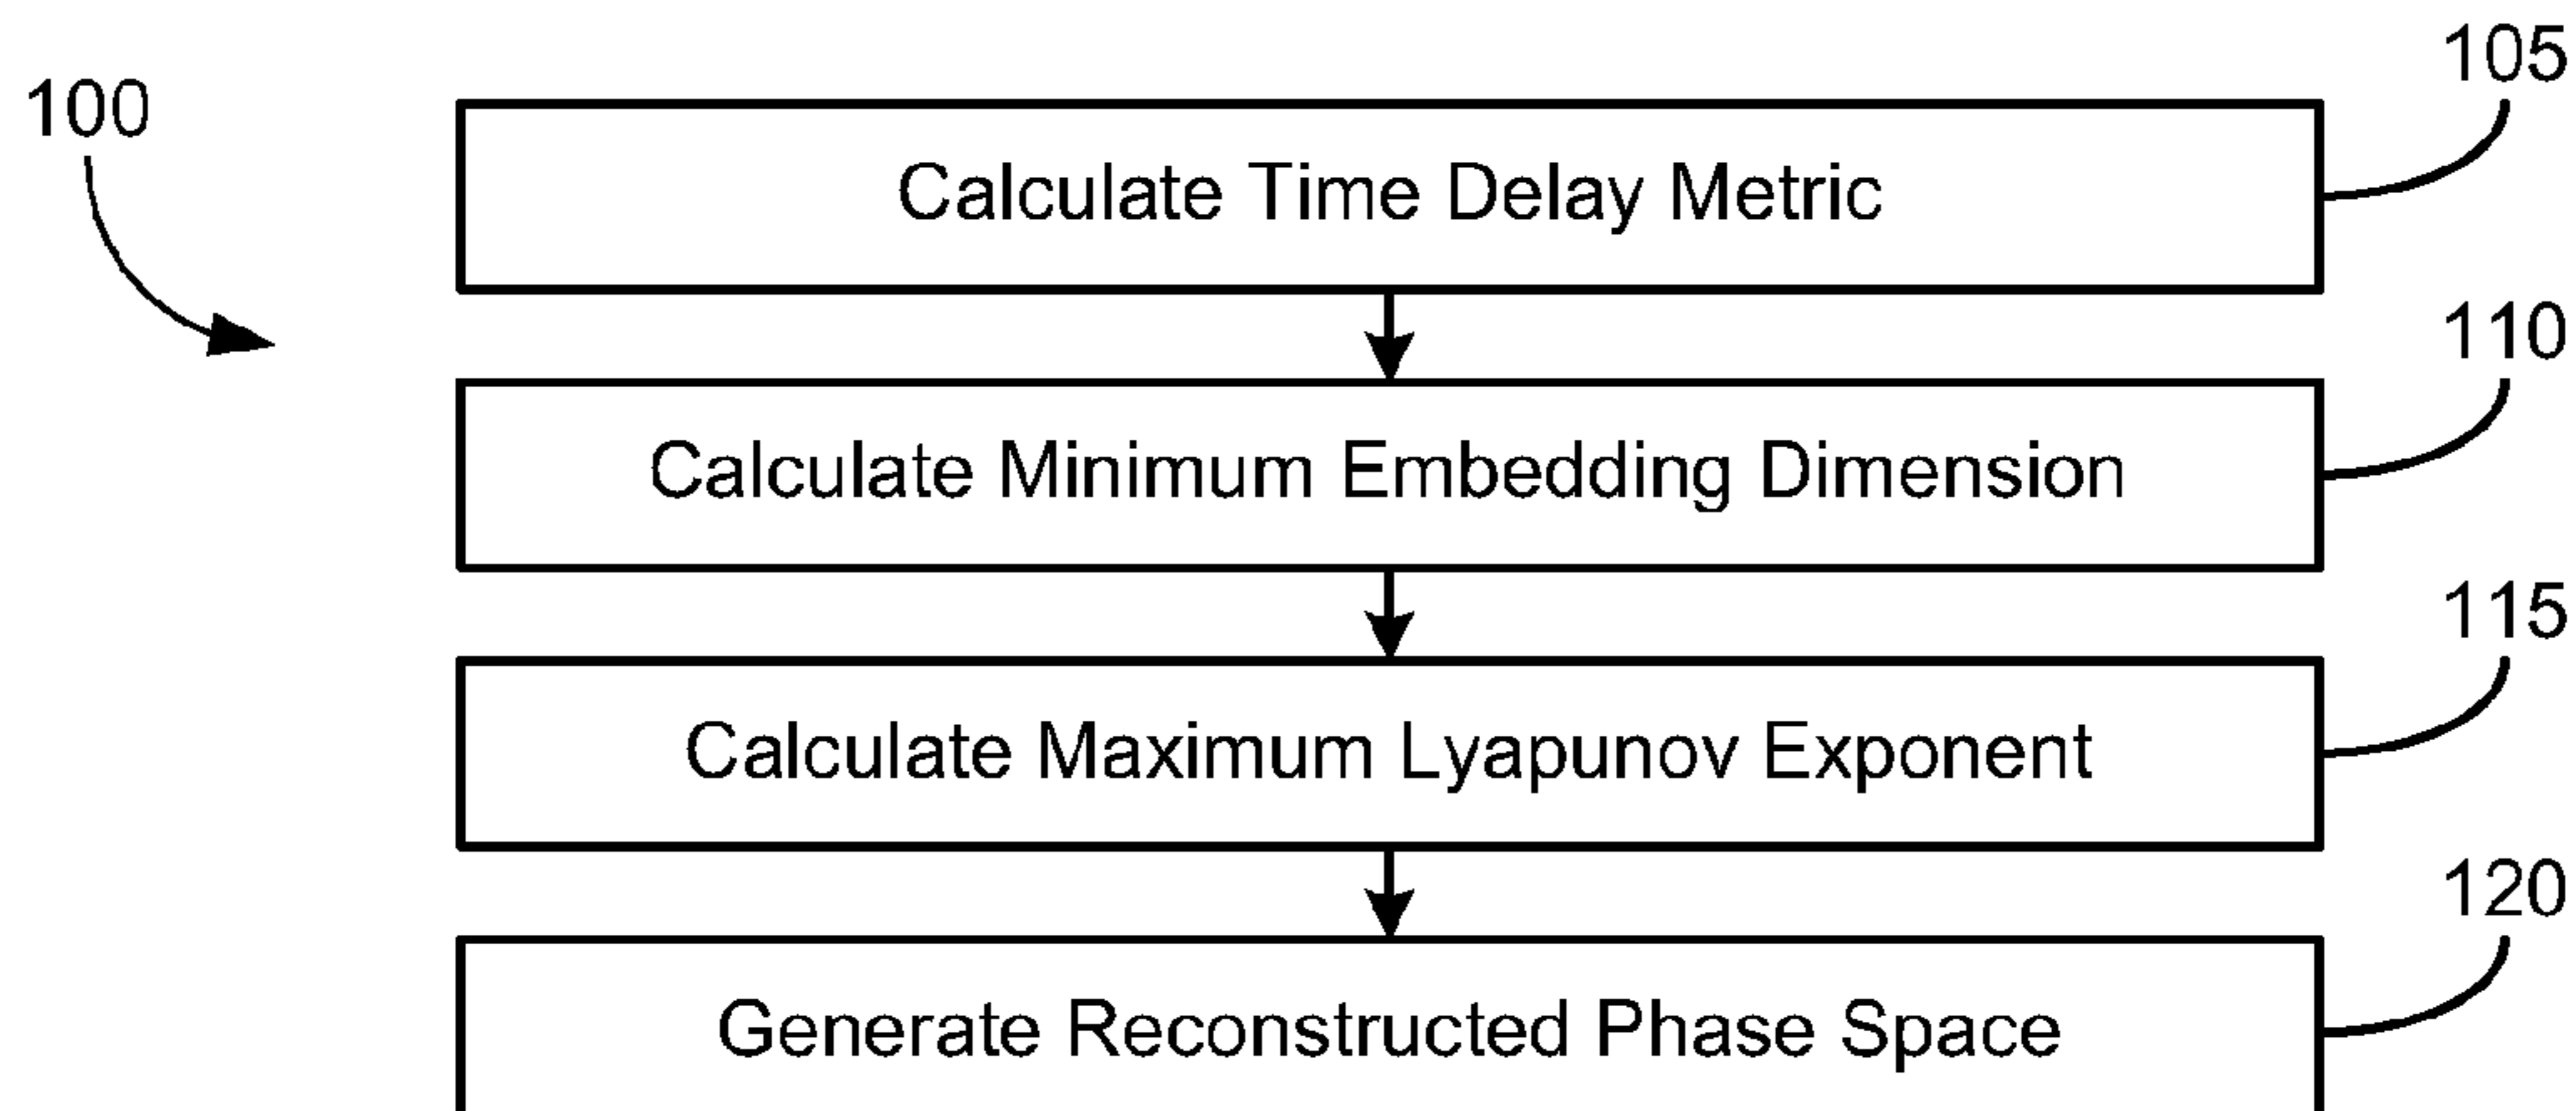 100
105
Calculate Time Delay Metric
110
Calculate Minimum Embedding Dimension
115
Calculate Maximum Lyapunov Exponent
120
Generate Reconstructed Phase Space